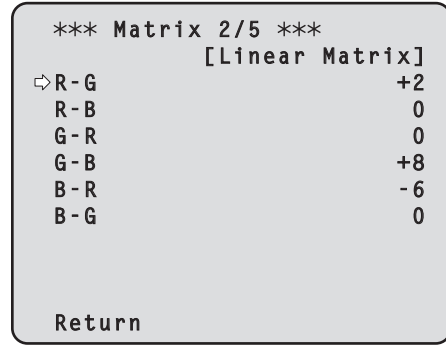 *** Matrix 2/5 ***
[Linear Matrix]
⇨R-G +2
R-B 0
G-R 0
G-B +8
B-R -6
B-G 0
Return